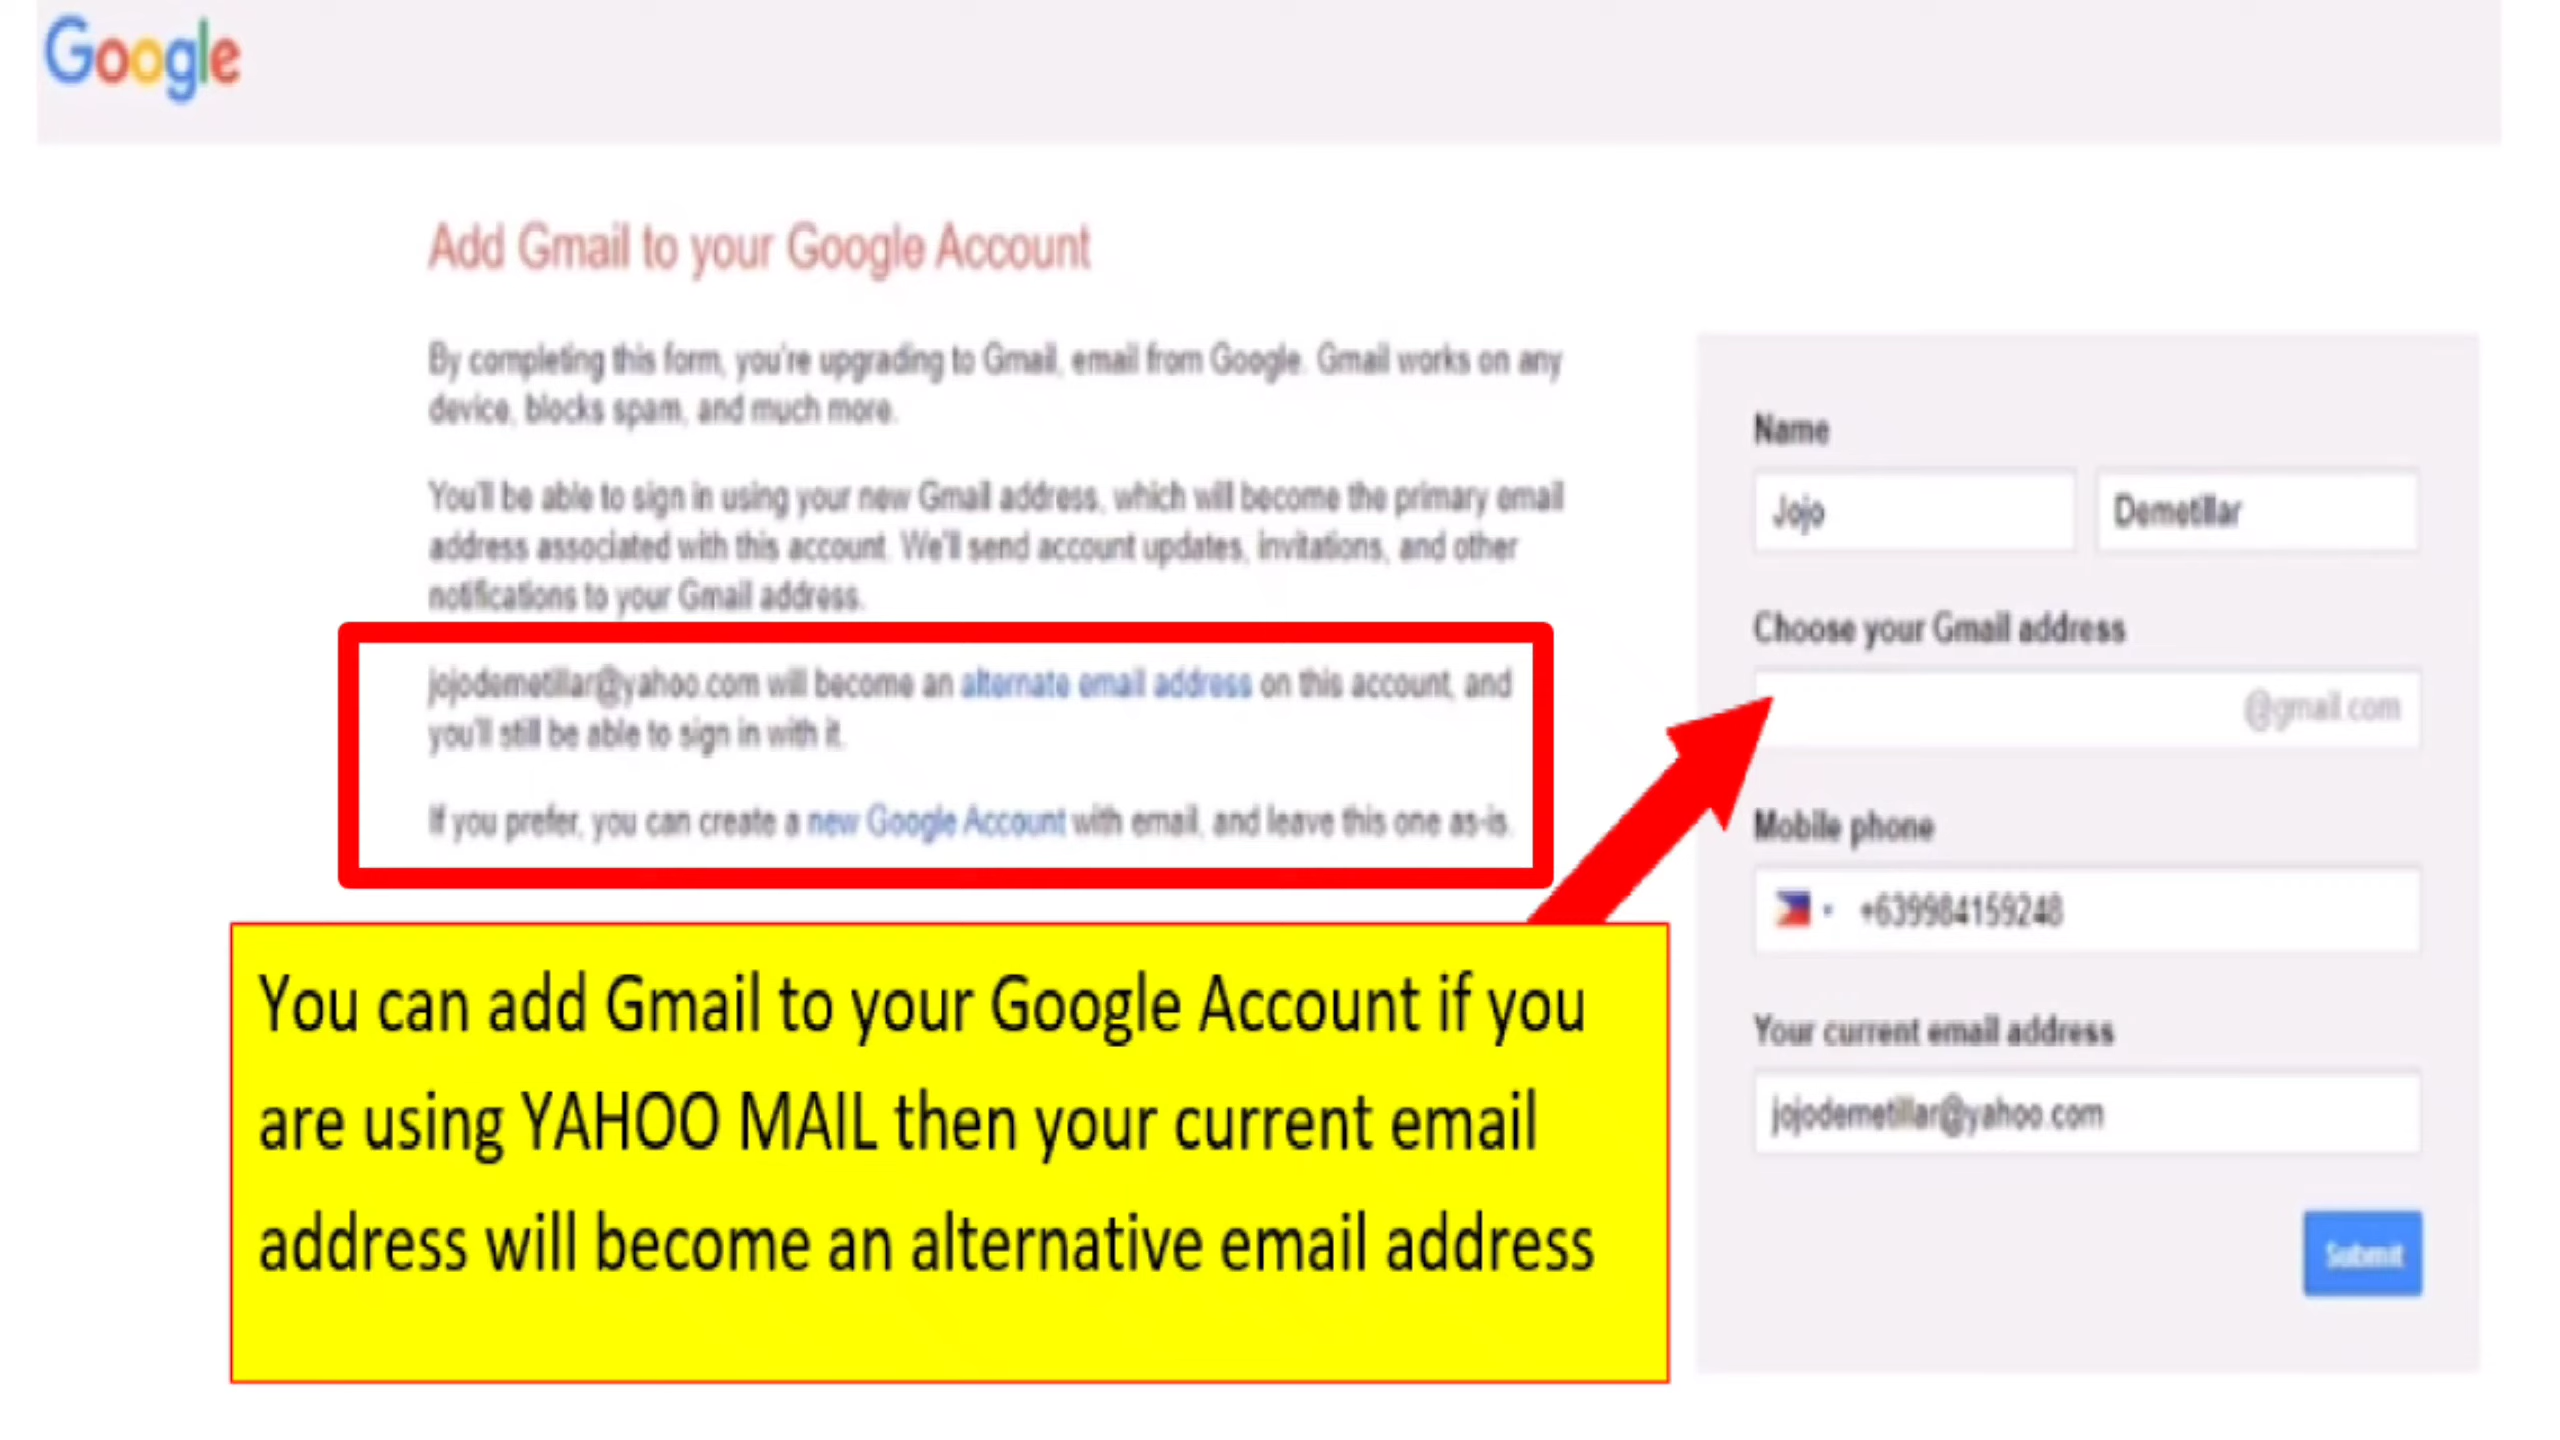 Google
Add Gmail to your Google Account
By completing this form, you're upgrading to Gmail, email from Google. Gmail works on any
device, blocks spam, and much more.
You'll be able to sign in using your new Gmail address, which will become the primary email
address associated with this account. We'll send account updates, invitations, and other
notifications to your Gmail address.
jojodemetillar@yahoo.com will become an alternate email address on this account, and
you'll still be able to sign in with it.
If you prefer, you can create a new Google Account with email, and leave this one as-is.
You can add Gmail to your Google Account if you
are using YAHOO MAIL then your current email
address will become an alternative email address
Name
Jojo Demetillar
Choose your Gmail address
@gmail.com
Mobile phone
+639984159248
Your current email address
jojodemetillar@yahoo.com
Submit